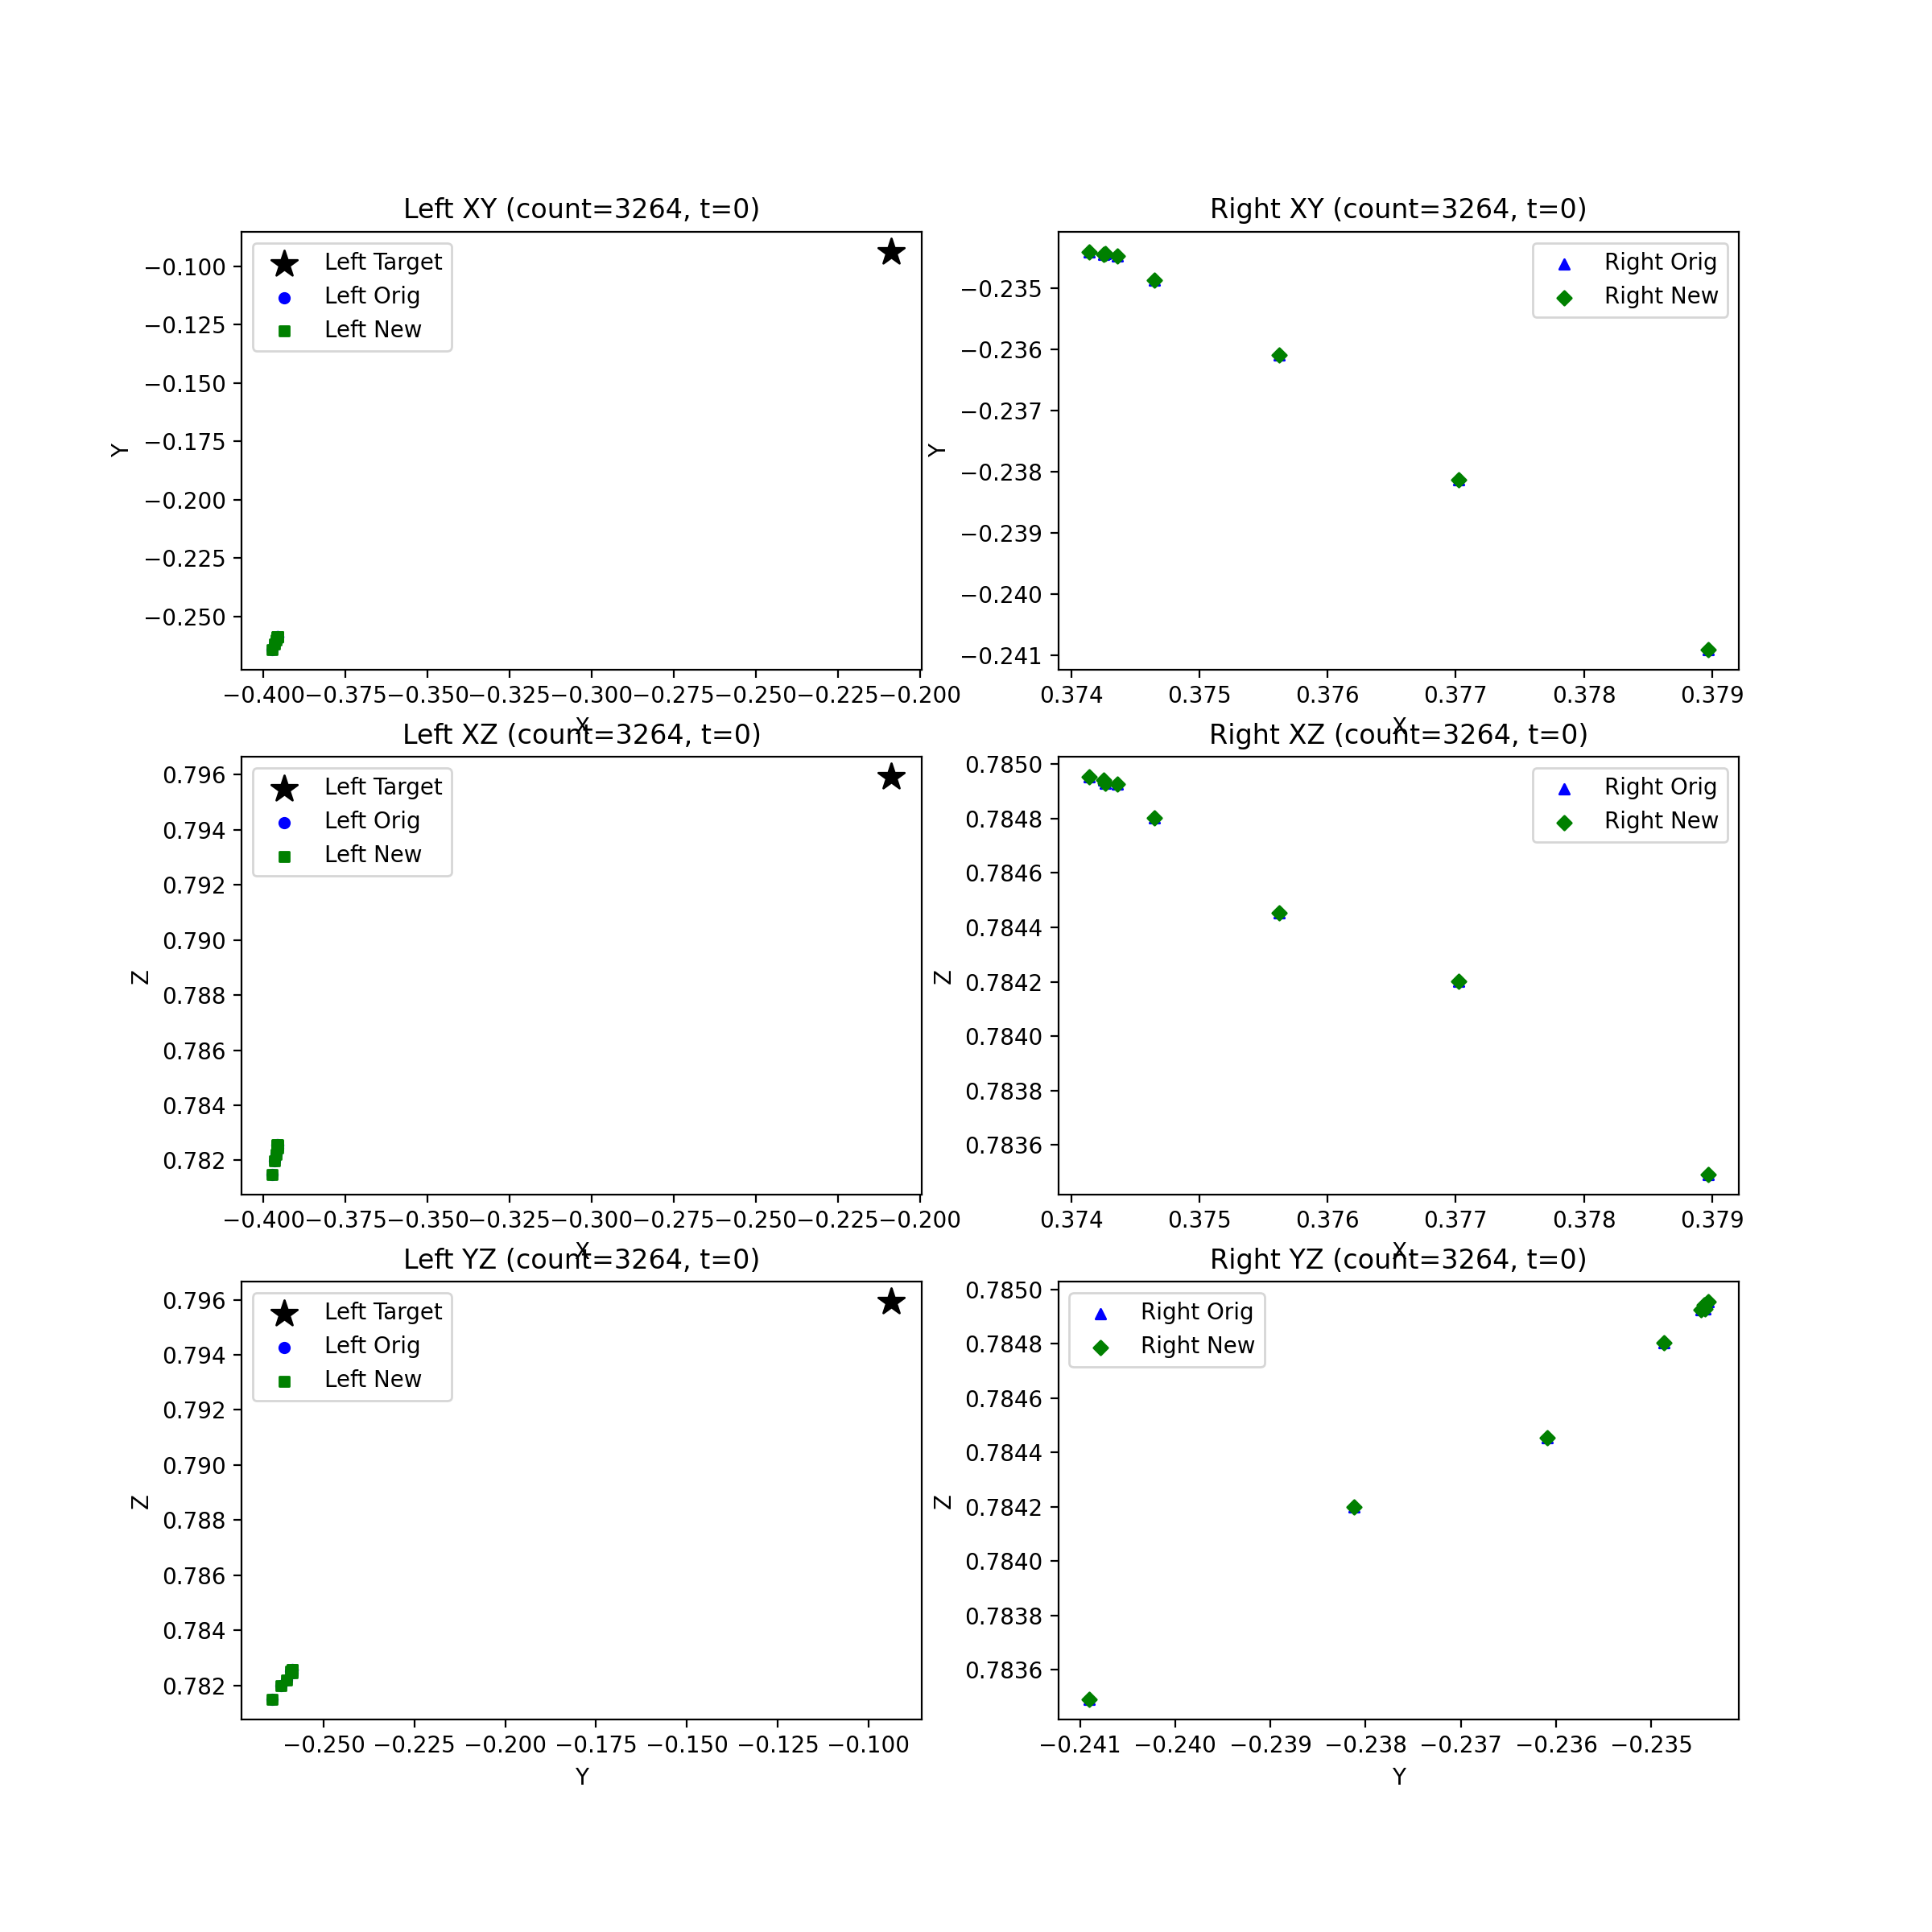 Left XY (count=3264, t=0)
Left Target
Left Orig
Left New
−0.100
−0.125
−0.150
−0.175
−0.200
−0.225
−0.250
Y
−0.400 −0.375 −0.350 −0.325 −0.300 −0.275 −0.250 −0.225 −0.200
X
Right XY (count=3264, t=0)
Right Orig
Right New
−0.235
−0.236
−0.237
−0.238
−0.239
−0.240
−0.241
Y
0.374 0.375 0.376 0.377 0.378 0.379
X
Left XZ (count=3264, t=0)
Left Target
Left Orig
Left New
0.796
0.794
0.792
0.790
0.788
0.786
0.784
0.782
Z
−0.400 −0.375 −0.350 −0.325 −0.300 −0.275 −0.250 −0.225 −0.200
X
Right XZ (count=3264, t=0)
Right Orig
Right New
0.7850
0.7848
0.7846
0.7844
0.7842
0.7840
0.7838
0.7836
Z
0.374 0.375 0.376 0.377 0.378 0.379
X
Left YZ (count=3264, t=0)
Left Target
Left Orig
Left New
0.796
0.794
0.792
0.790
0.788
0.786
0.784
0.782
Z
−0.250 −0.225 −0.200 −0.175 −0.150 −0.125 −0.100
Y
Right YZ (count=3264, t=0)
Right Orig
Right New
0.7850
0.7848
0.7846
0.7844
0.7842
0.7840
0.7838
0.7836
Z
−0.241 −0.240 −0.239 −0.238 −0.237 −0.236 −0.235
Y